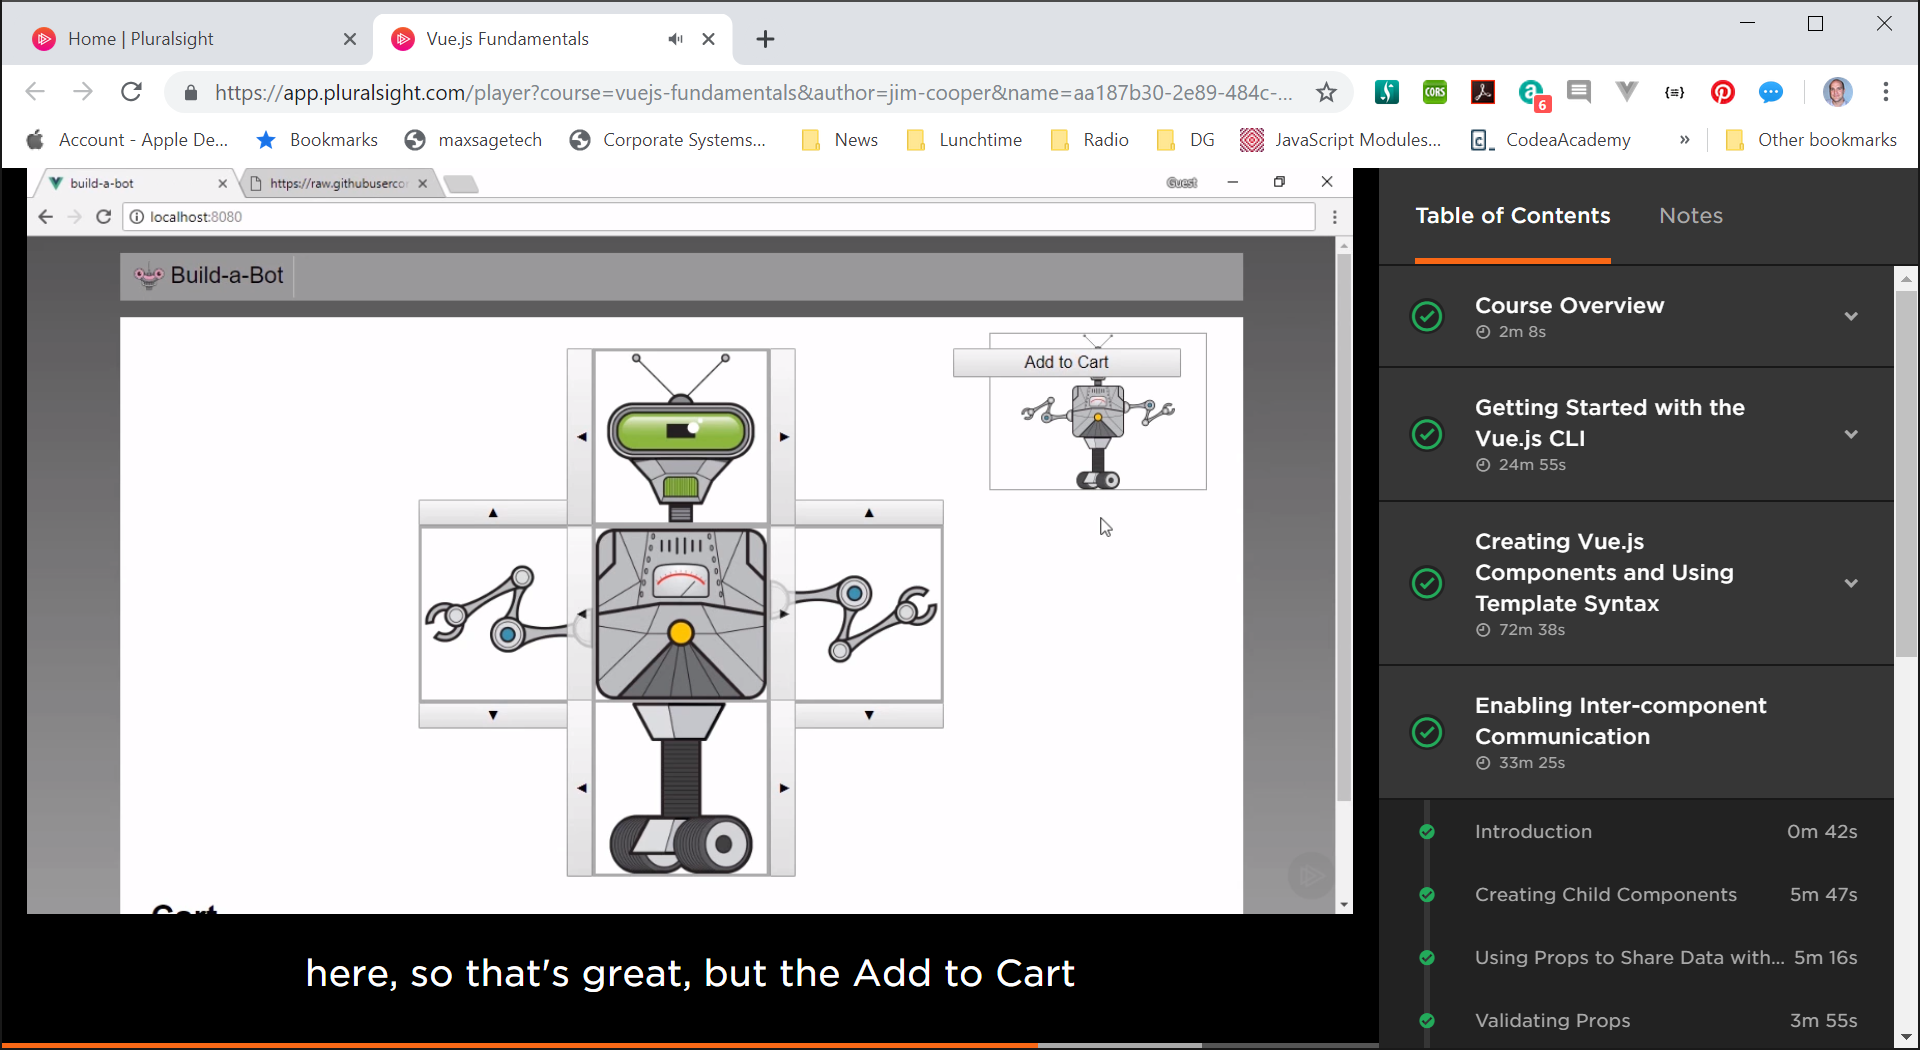 Home | Pluralsight
Vue.js Fundamentals
https://app.pluralsight.com/player?course=vuejs-fundamentals&author=jim-cooper&name=aa187b30-2e89-484c-...
CORS
6
{≡}
Account - Apple De...
Bookmarks
maxsagetech
Corporate Systems...
News
Lunchtime
Radio
DG
JavaScript Modules...
CodeaAcademy
»
Other bookmarks
build-a-bot
https://raw.githubuserco
Guest
localhost:8080
Build-a-Bot
Add to Cart
Cart
here, so that's great, but the Add to Cart
Table of Contents
Notes
Course Overview
2m 8s
Getting Started with the
Vue.js CLI
24m 55s
Creating Vue.js
Components and Using
Template Syntax
72m 38s
Enabling Inter-component
Communication
33m 25s
Introduction 0m 42s
Creating Child Components 5m 47s
Using Props to Share Data with... 5m 16s
Validating Props 3m 55s